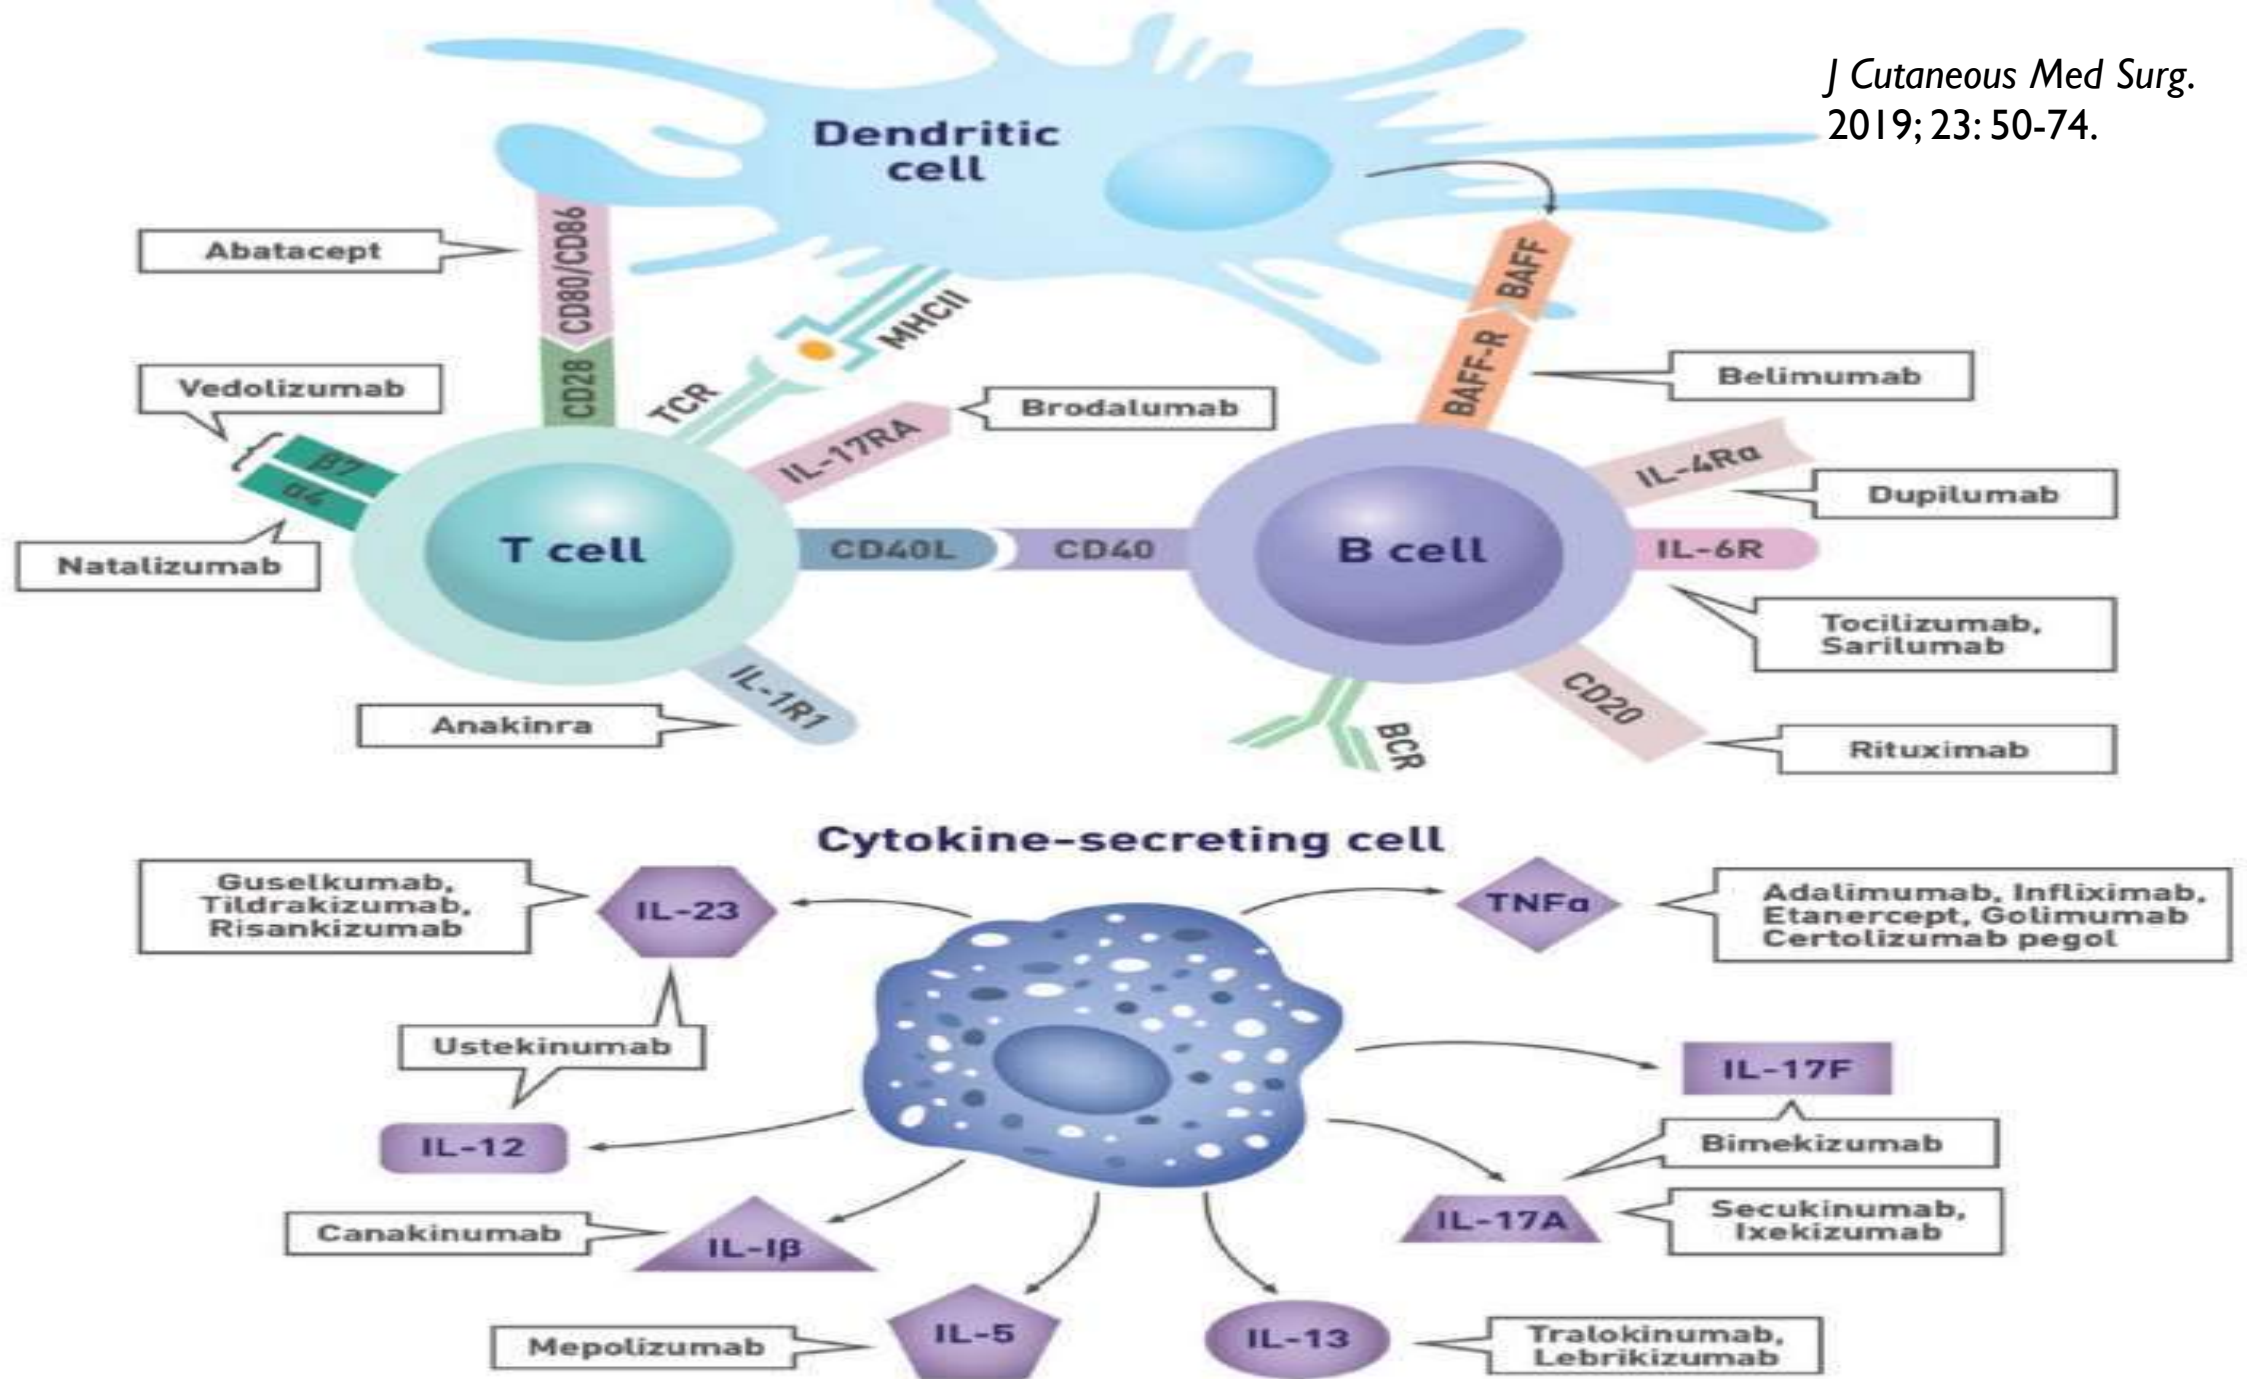 J Cutaneous Med Surg.
2019; 23: 50-74.
Dendritic
cell
Abatacept
CD80/CD86
CD28
TCR
MHCII
BAFF
BAFF-R
Belimumab
Vedolizumab
β7
α4
Natalizumab
IL-17RA
Brodalumab
IL-4Rα
Dupilumab
T cell
CD40L
CD40
B cell
IL-6R
Tocilizumab,
Sarilumab
IL-1R1
Anakinra
BCR
CD20
Rituximab
Cytokine-secreting cell
Guselkumab,
Tildrakizumab,
Risankizumab
IL-23
TNFα
Adalimumab, Infliximab,
Etanercept, Golimumab
Certolizumab pegol
Ustekinumab
IL-12
IL-17F
Bimekizumab
Canakinumab
IL-Iβ
IL-17A
Secukinumab,
Ixekizumab
Mepolizumab
IL-5
IL-13
Tralokinumab,
Lebrikizumab